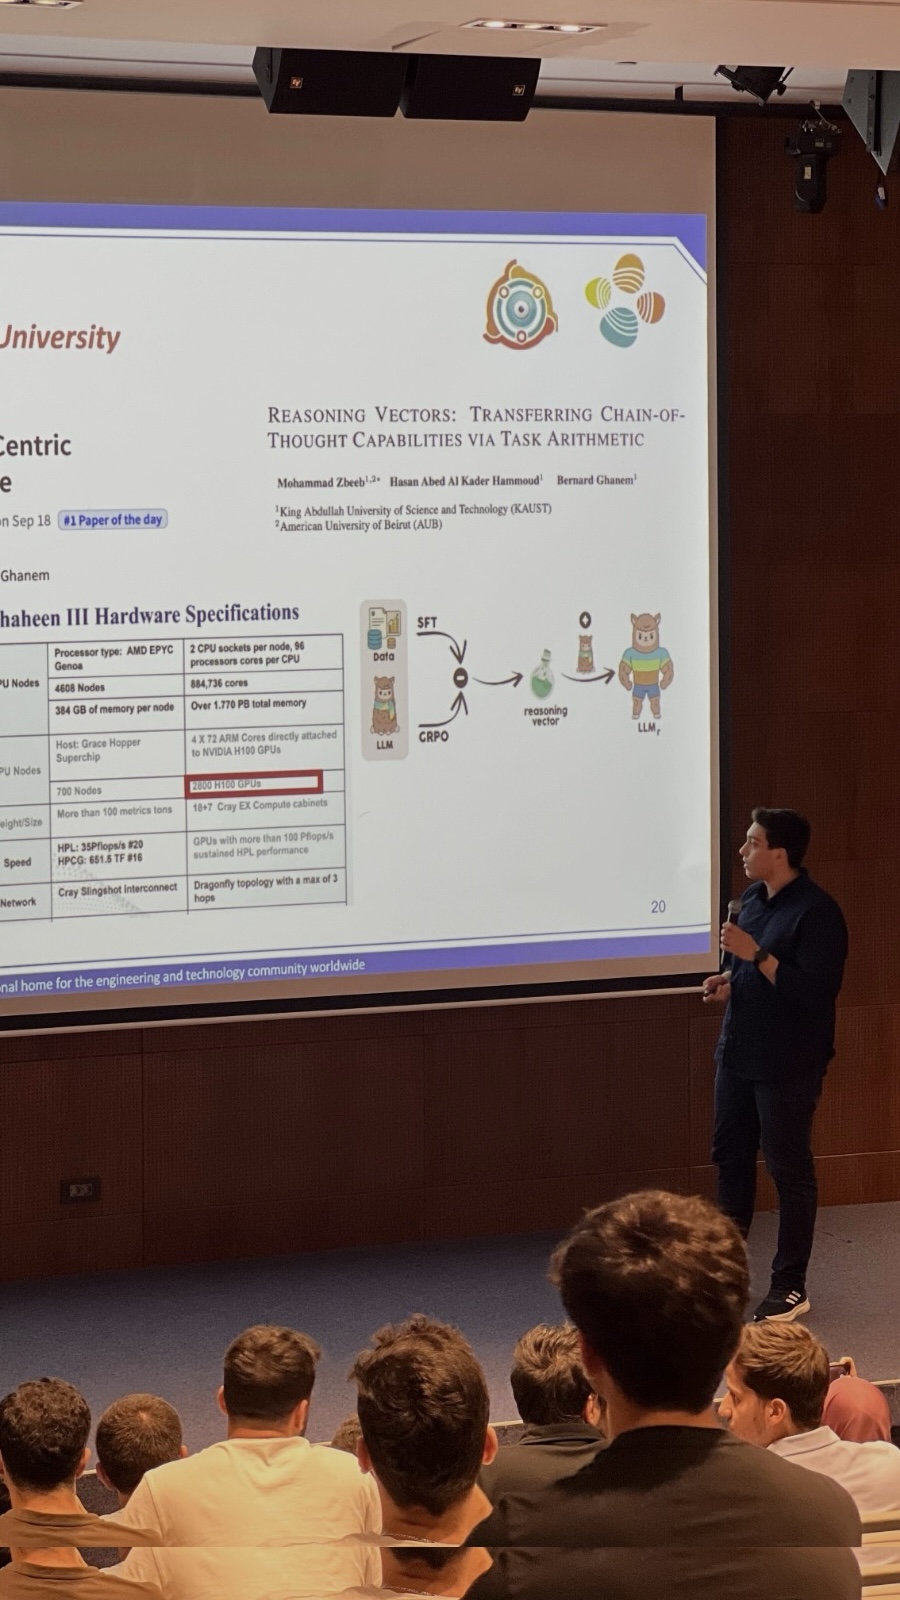 University
Centric
e
on Sep 18 #1 Paper of the day
Ghanem
REASONING VECTORS: TRANSFERRING CHAIN-OF-
THOUGHT CAPABILITIES VIA TASK ARITHMETIC
Mohammad Zbeeb1,2* Hasan Abed Al Kader Hammoud1 Bernard Ghanem1
1King Abdullah University of Science and Technology (KAUST)
2American University of Beirut (AUB)
haheen III Hardware Specifications
PU Nodes
Processor type: AMD EPYC
Genoa
2 CPU sockets per node, 96
processors cores per CPU
4608 Nodes
884,736 cores
384 GB of memory per node
Over 1.770 PB total memory
PU Nodes
Host: Grace Hopper
Superchip
4 X 72 ARM Cores directly attached
to NVIDIA H100 GPUs
700 Nodes
2800 H100 GPUs
eight/Size
More than 100 metrics tons
18+7 Cray EX Compute cabinets
Speed
HPL: 35Pflop/s #20
HPCG: 651.5 TF #16
GPUs with more than 100 Pflop/s
sustained HPL performance
Network
Cray Slingshot Interconnect
Dragonfly topology with a max of 3
hops
Data
LLM
SFT
GRPO
reasoning
vector
LLMr
20
nal home for the engineering and technology community worldwide